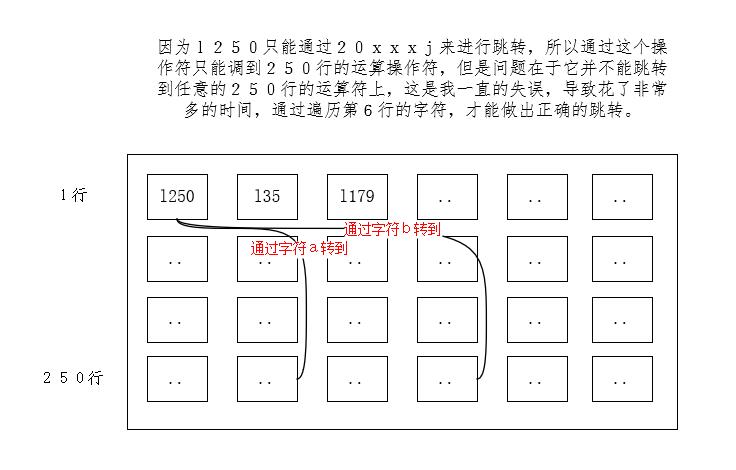 因为l250只能通过20xxxj来进行跳转，所以通过这个操
作符只能调到250行的运算操作符，但是问题在于它并不能跳转
到任意的250行的运算符上，这是我一直的失误，导致花了非常
多的时间，通过遍历第6行的字符，才能做出正确的跳转。
1行
l250 l35 l179 .. .. ..
通过字符b转到
通过字符a转到
.. .. .. .. .. ..
.. .. .. .. .. ..
250行
.. .. .. .. .. ..